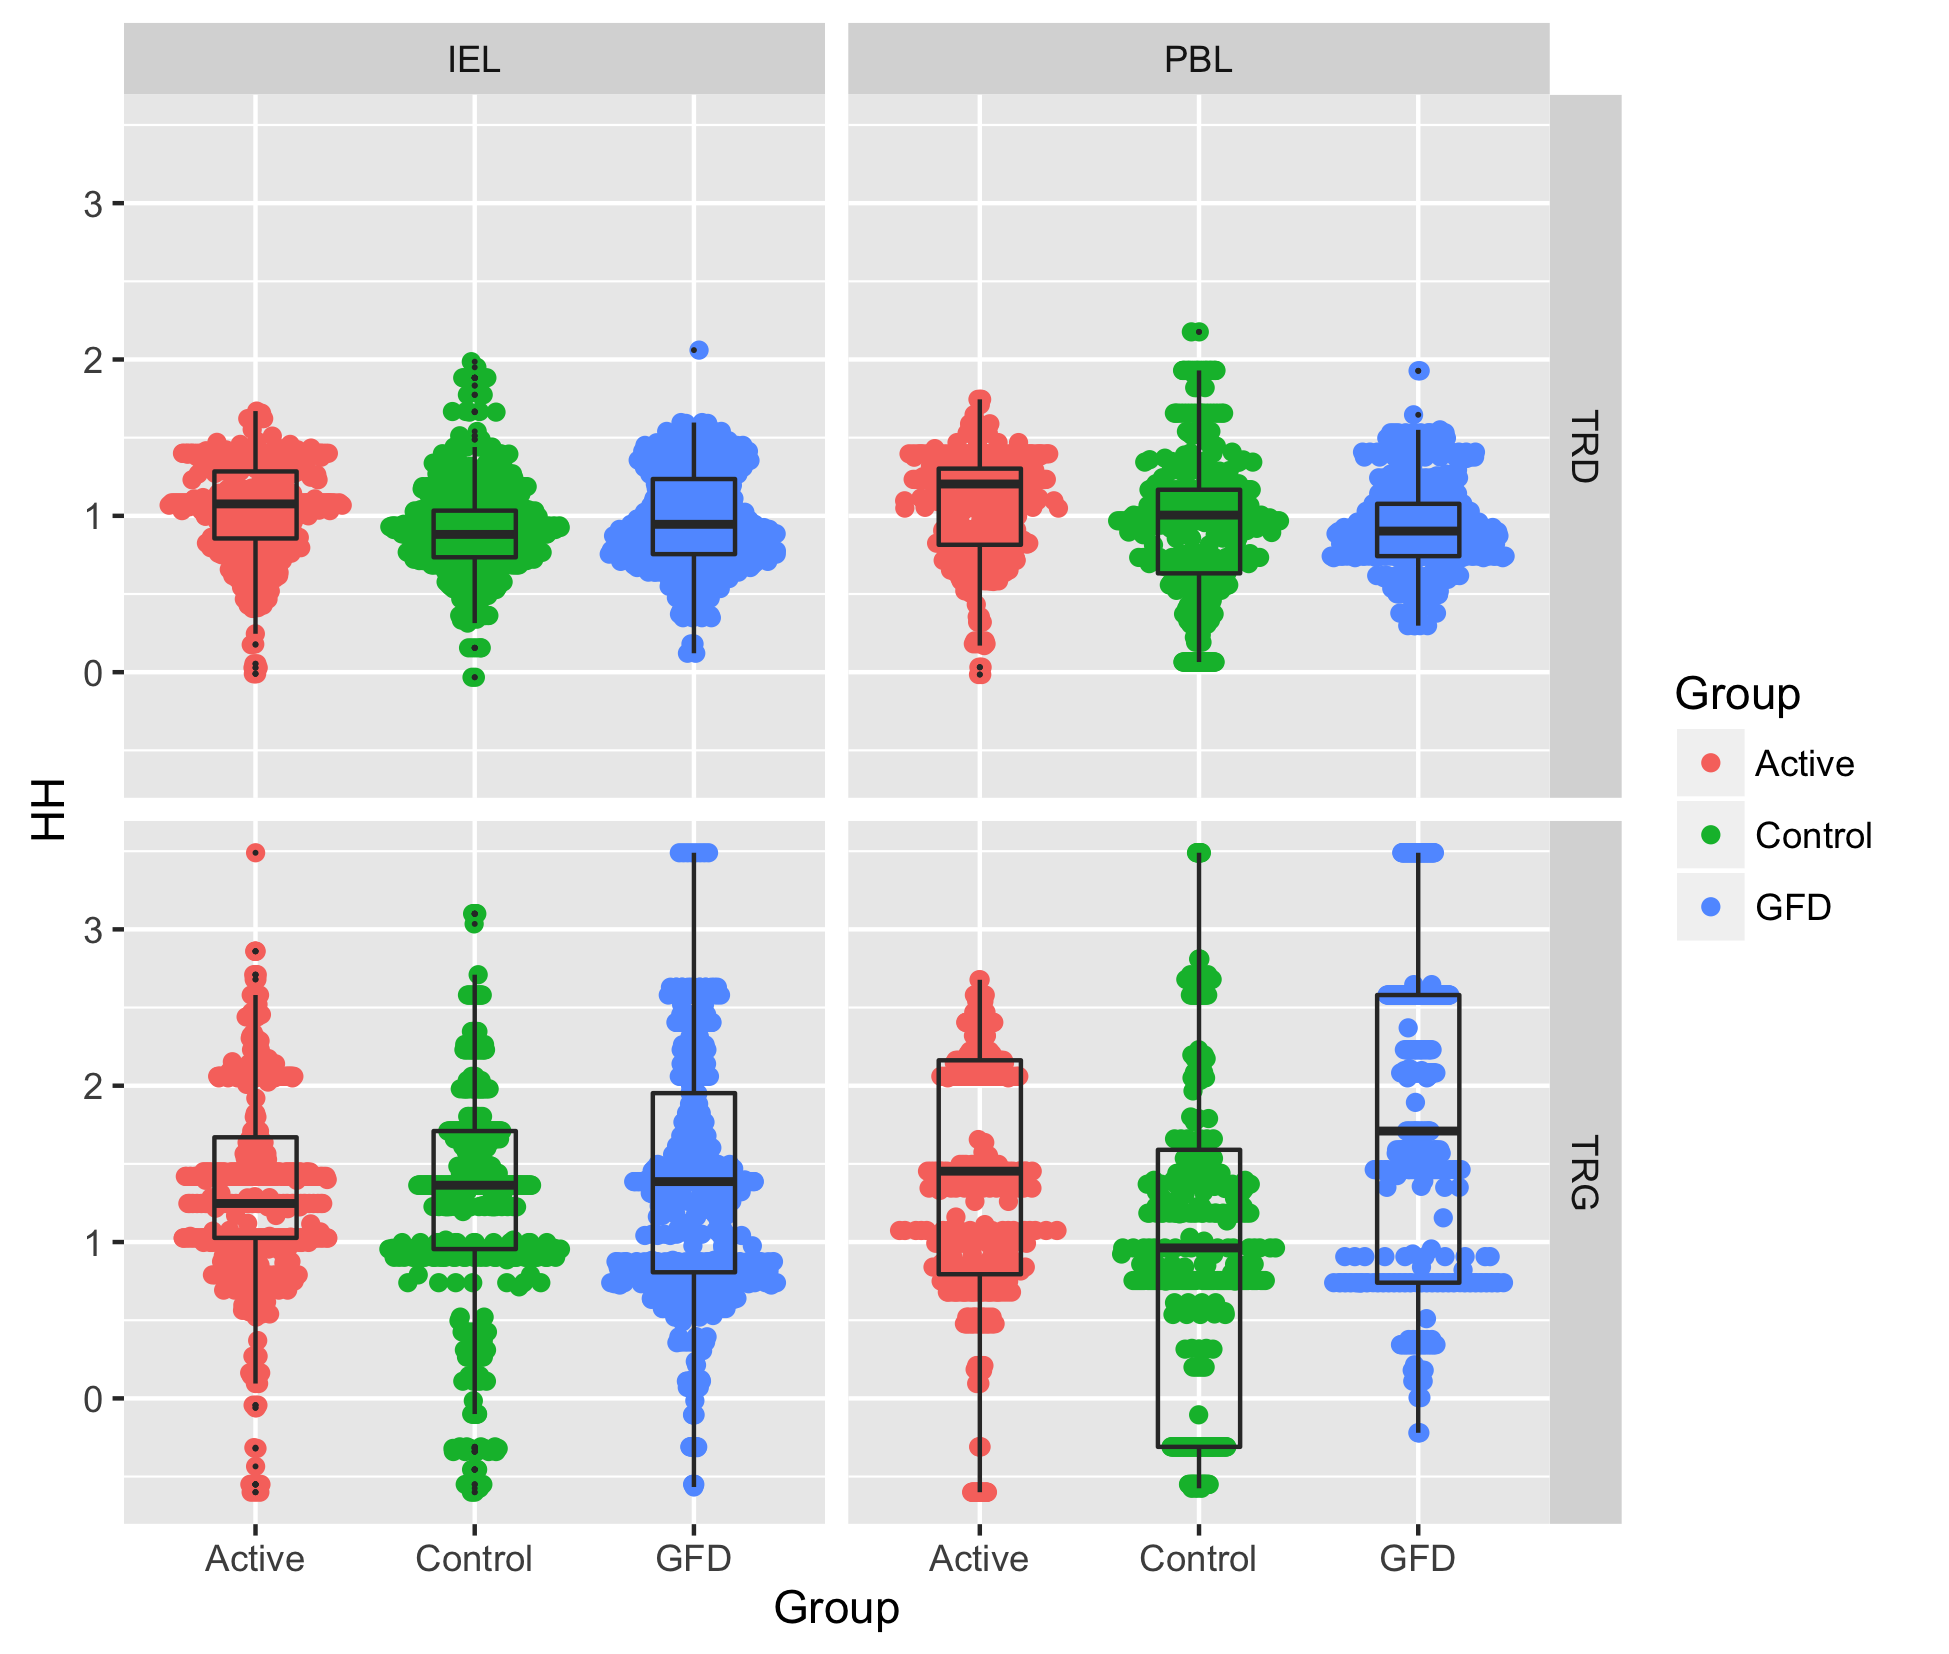 IEL
PBL
3
2
1
0
TRD
HH
3
2
1
0
TRG
Active
Control
GFD
Active
Control
GFD
Group
Group
Active
Control
GFD